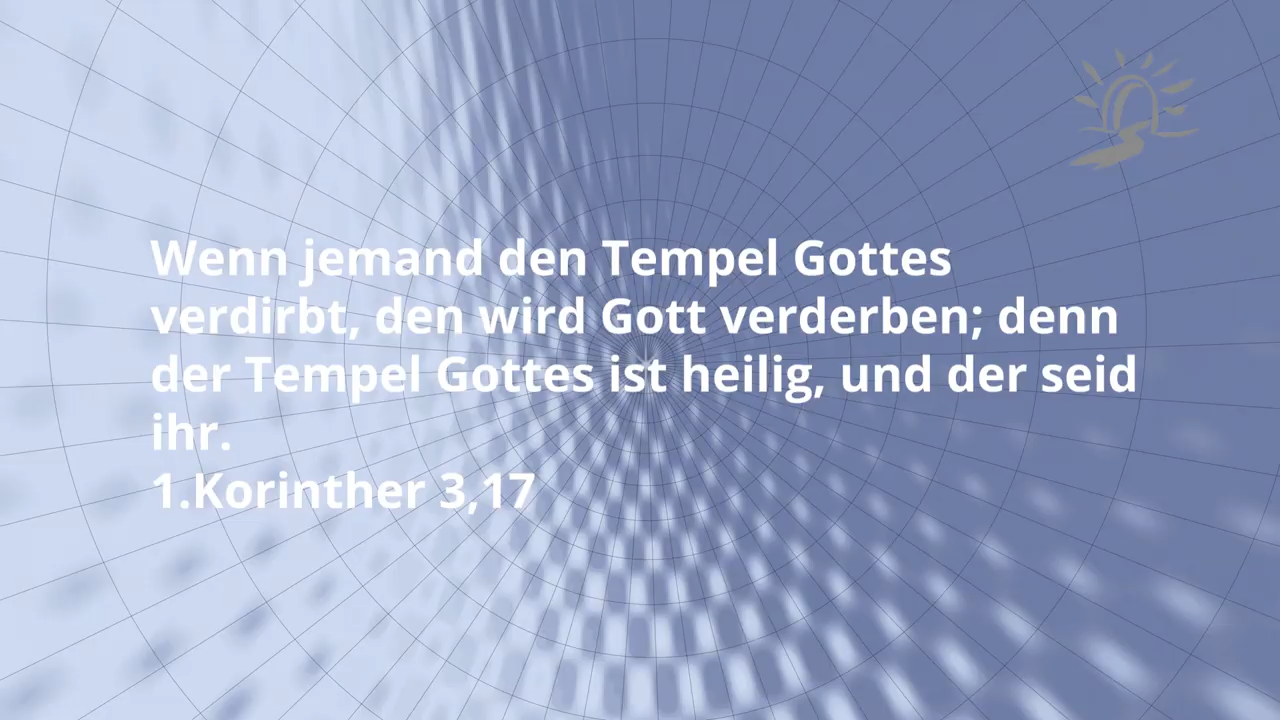 Wenn jemand den Tempel Gottes
verdirbt, den wird Gott verderben; denn
der Tempel Gottes ist heilig, und der seid
ihr.
1.Korinther 3,17